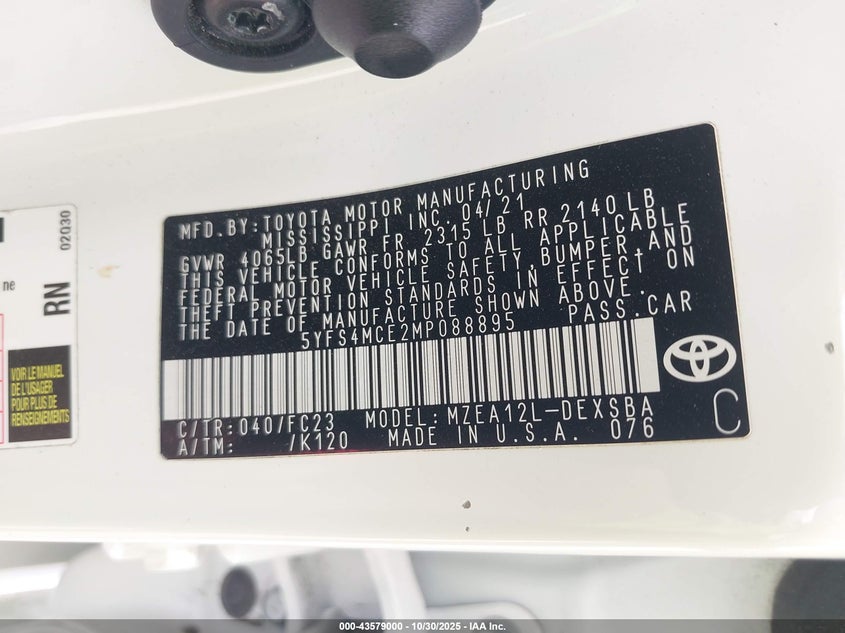 MFD.BY:TOYOTA MOTOR MANUFACTURING
MISSISSIPPI INC. 04/21
GVWR 4065LB GAWR FR 2315 LB RR 2140 LB
THIS VEHICLE CONFORMS TO ALL APPLICABLE
FEDERAL MOTOR VEHICLE SAFETY, BUMPER, AND
THEFT PREVENTION STANDARDS IN EFFECT ON
THE DATE OF MANUFACTURE SHOWN ABOVE.
5YFS4MCE2MP088895 PASS.CAR
C/TR:040/FC23 MODEL:MZEA12L-DEXSBA
A/TM: /K120 MADE IN U.S.A. 076
C
02030
RN
ne
VOIR LE MANUEL
DE L'USAGER
POUR PLUS DE
RENSEIGNEMENTS
000-43579000 - 10/30/2025 - IAA Inc.